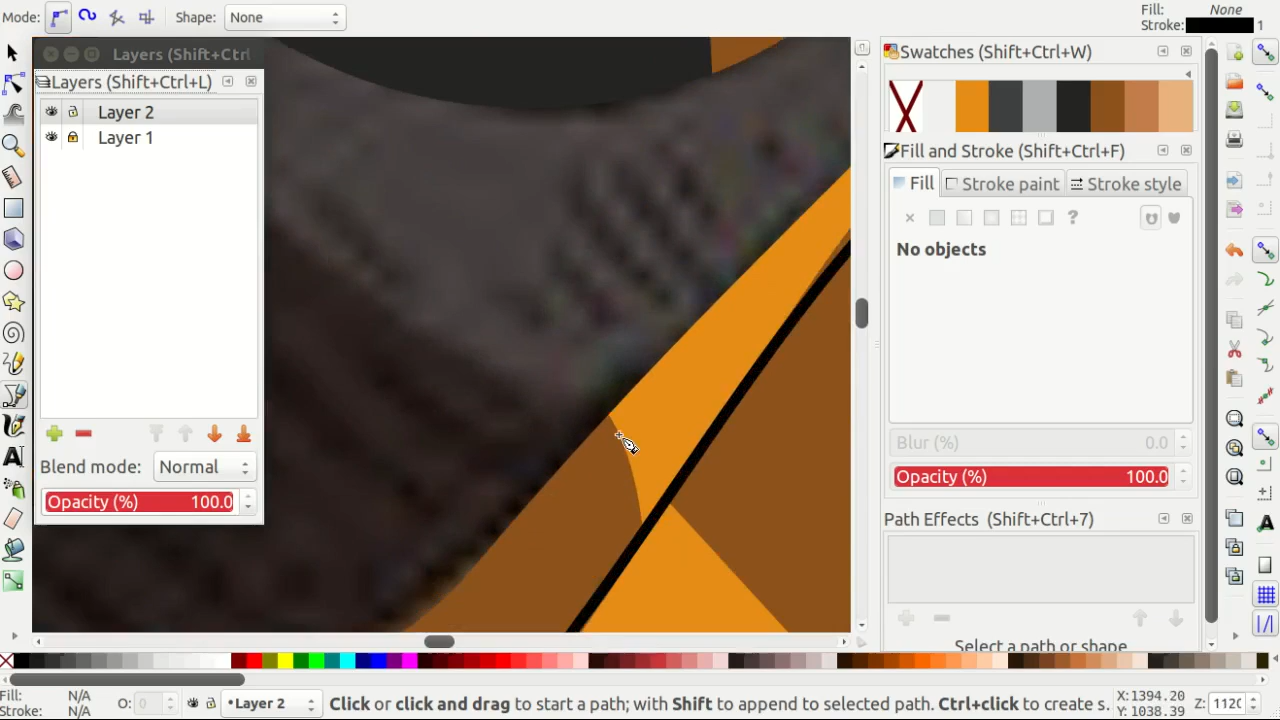 Mode:
Shape:
None
Fill:
None
Stroke:
1
Layers (Shift+Ctrl
Layers (Shift+Ctrl+L)
Layer 2
Layer 1
Blend mode:
Normal
Opacity (%)
100.0
Swatches (Shift+Ctrl+W)
Fill and Stroke (Shift+Ctrl+F)
Fill
Stroke paint
Stroke style
?
No objects
Blur (%)
0.0
Opacity (%)
100.0
Path Effects (Shift+Ctrl+7)
Select a path or shape
Fill:
N/A
Stroke:
N/A
O:
0
•Layer 2
Click or click and drag to start a path; with Shift to append to selected path. Ctrl+click to create s.
X:1394.20
Y:1038.39
Z:
112